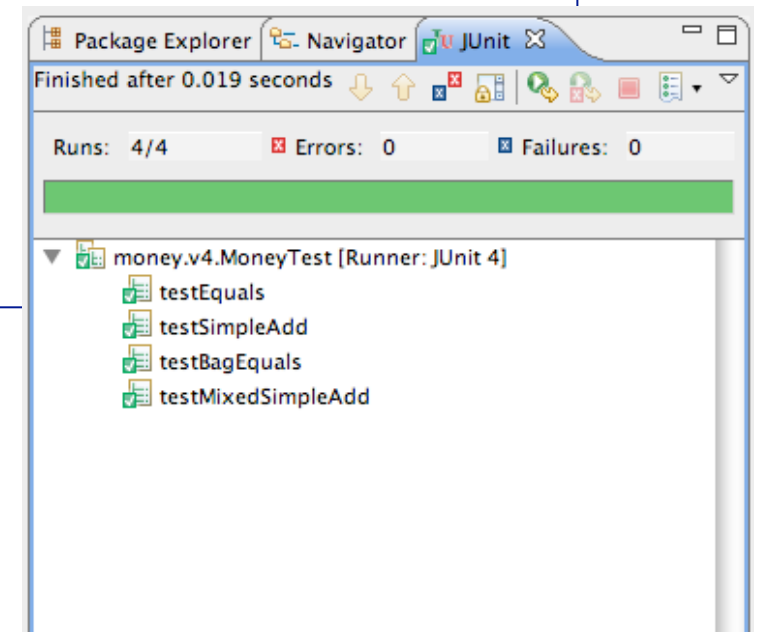 Package Explorer Navigator JUnit
Finished after 0.019 seconds
Runs: 4/4 Errors: 0 Failures: 0
money.v4.MoneyTest [Runner: JUnit 4]
testEquals
testSimpleAdd
testBagEquals
testMixedSimpleAdd